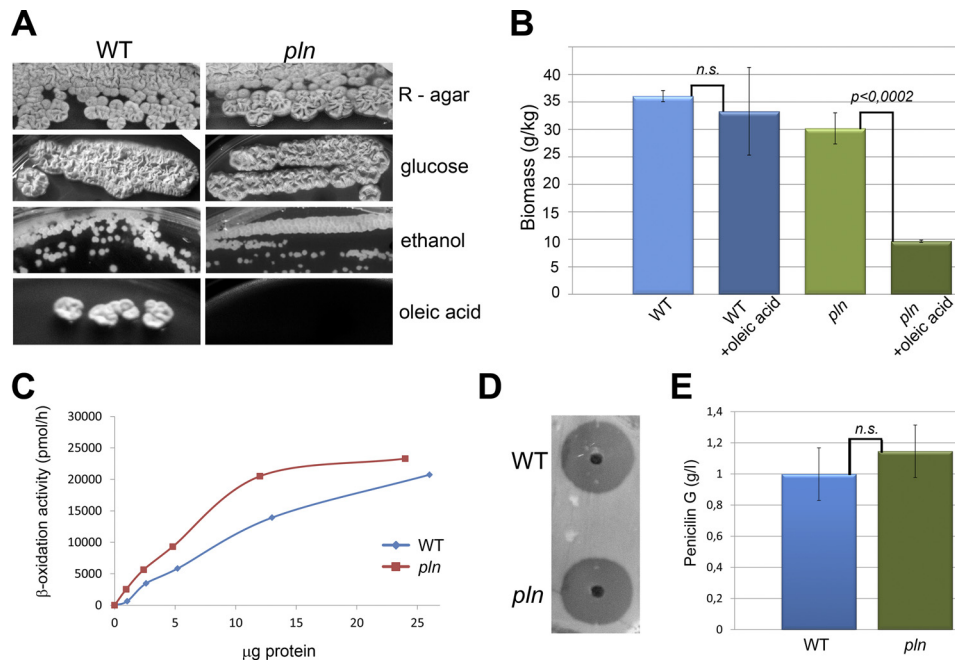 A
WT
pln
R - agar
glucose
ethanol
oleic acid
B
Biomass (g/kg)
40
35
30
25
20
15
10
5
0
n.s.
p<0,0002
WT
WT
+oleic acid
pln
pln
+oleic acid
C
β-oxidation activity (pmol/h)
30000
25000
20000
15000
10000
5000
0
0
5
10
15
20
25
μg protein
WT
pln
D
WT
pln
E
Penicilin G (g/l)
1,4
1,2
1
0,8
0,6
0,4
0,2
0
n.s.
WT
pln